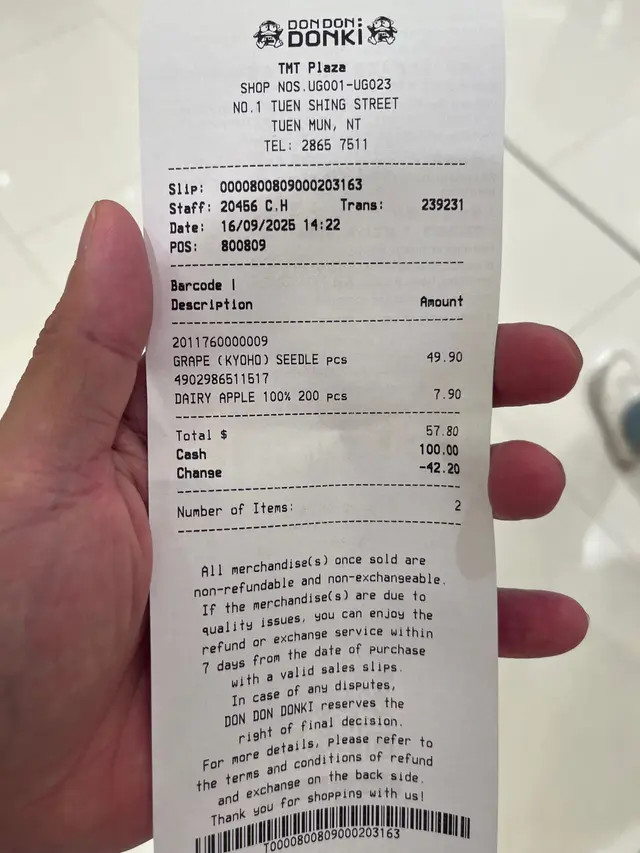 DON DON
DONKi
TMT Plaza
SHOP NOS.UG001-UG023
NO.1 TUEN SHING STREET
TUEN MUN, NT
TEL: 2865 7511
Slip: 0000800809000203163
Staff: 20456 C.H Trans: 239231
Date: 16/09/2025 14:22
POS: 800809
Barcode |
Description Amount
2011760000009
GRAPE (KYOHO) SEEDLE pcs 49.90
4902986511517
DAIRY APPLE 100% 200 pcs 7.90
Total $ 57.80
Cash 100.00
Change -42.20
Number of Items: 2
All merchandise(s) once sold are
non-refundable and non-exchangeable.
If the merchandise(s) are due to
quality issues, you can enjoy the
refund or exchange service within
7 days from the date of purchase
with a valid sales slips.
In case of any disputes,
DON DON DONKI reserves the
right of final decision.
For more details, please refer to
the terms and conditions of refund
and exchange on the back side.
Thank you for shopping with us!
T0000800809000203163